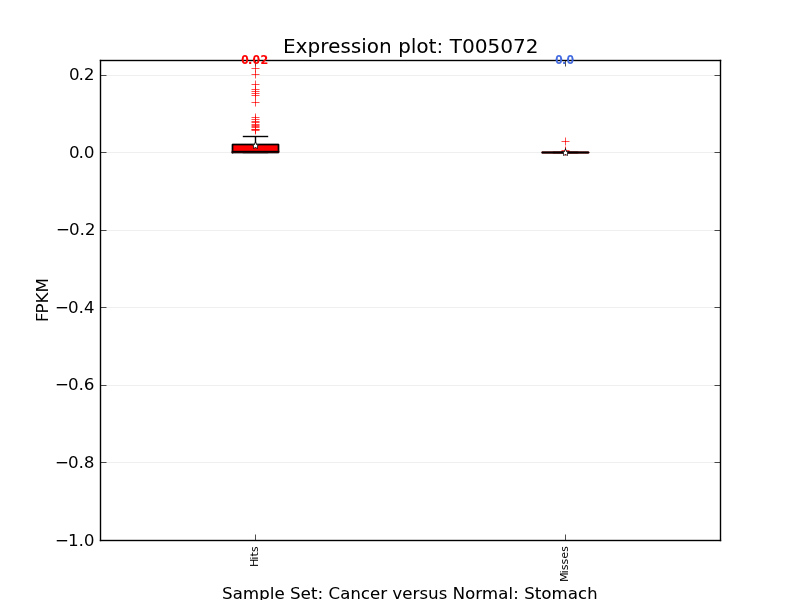 Expression plot: T005072
0.02
0.0
0.2
0.0
−0.2
−0.4
−0.6
−0.8
−1.0
FPKM
Hits
Misses
Sample Set: Cancer versus Normal: Stomach